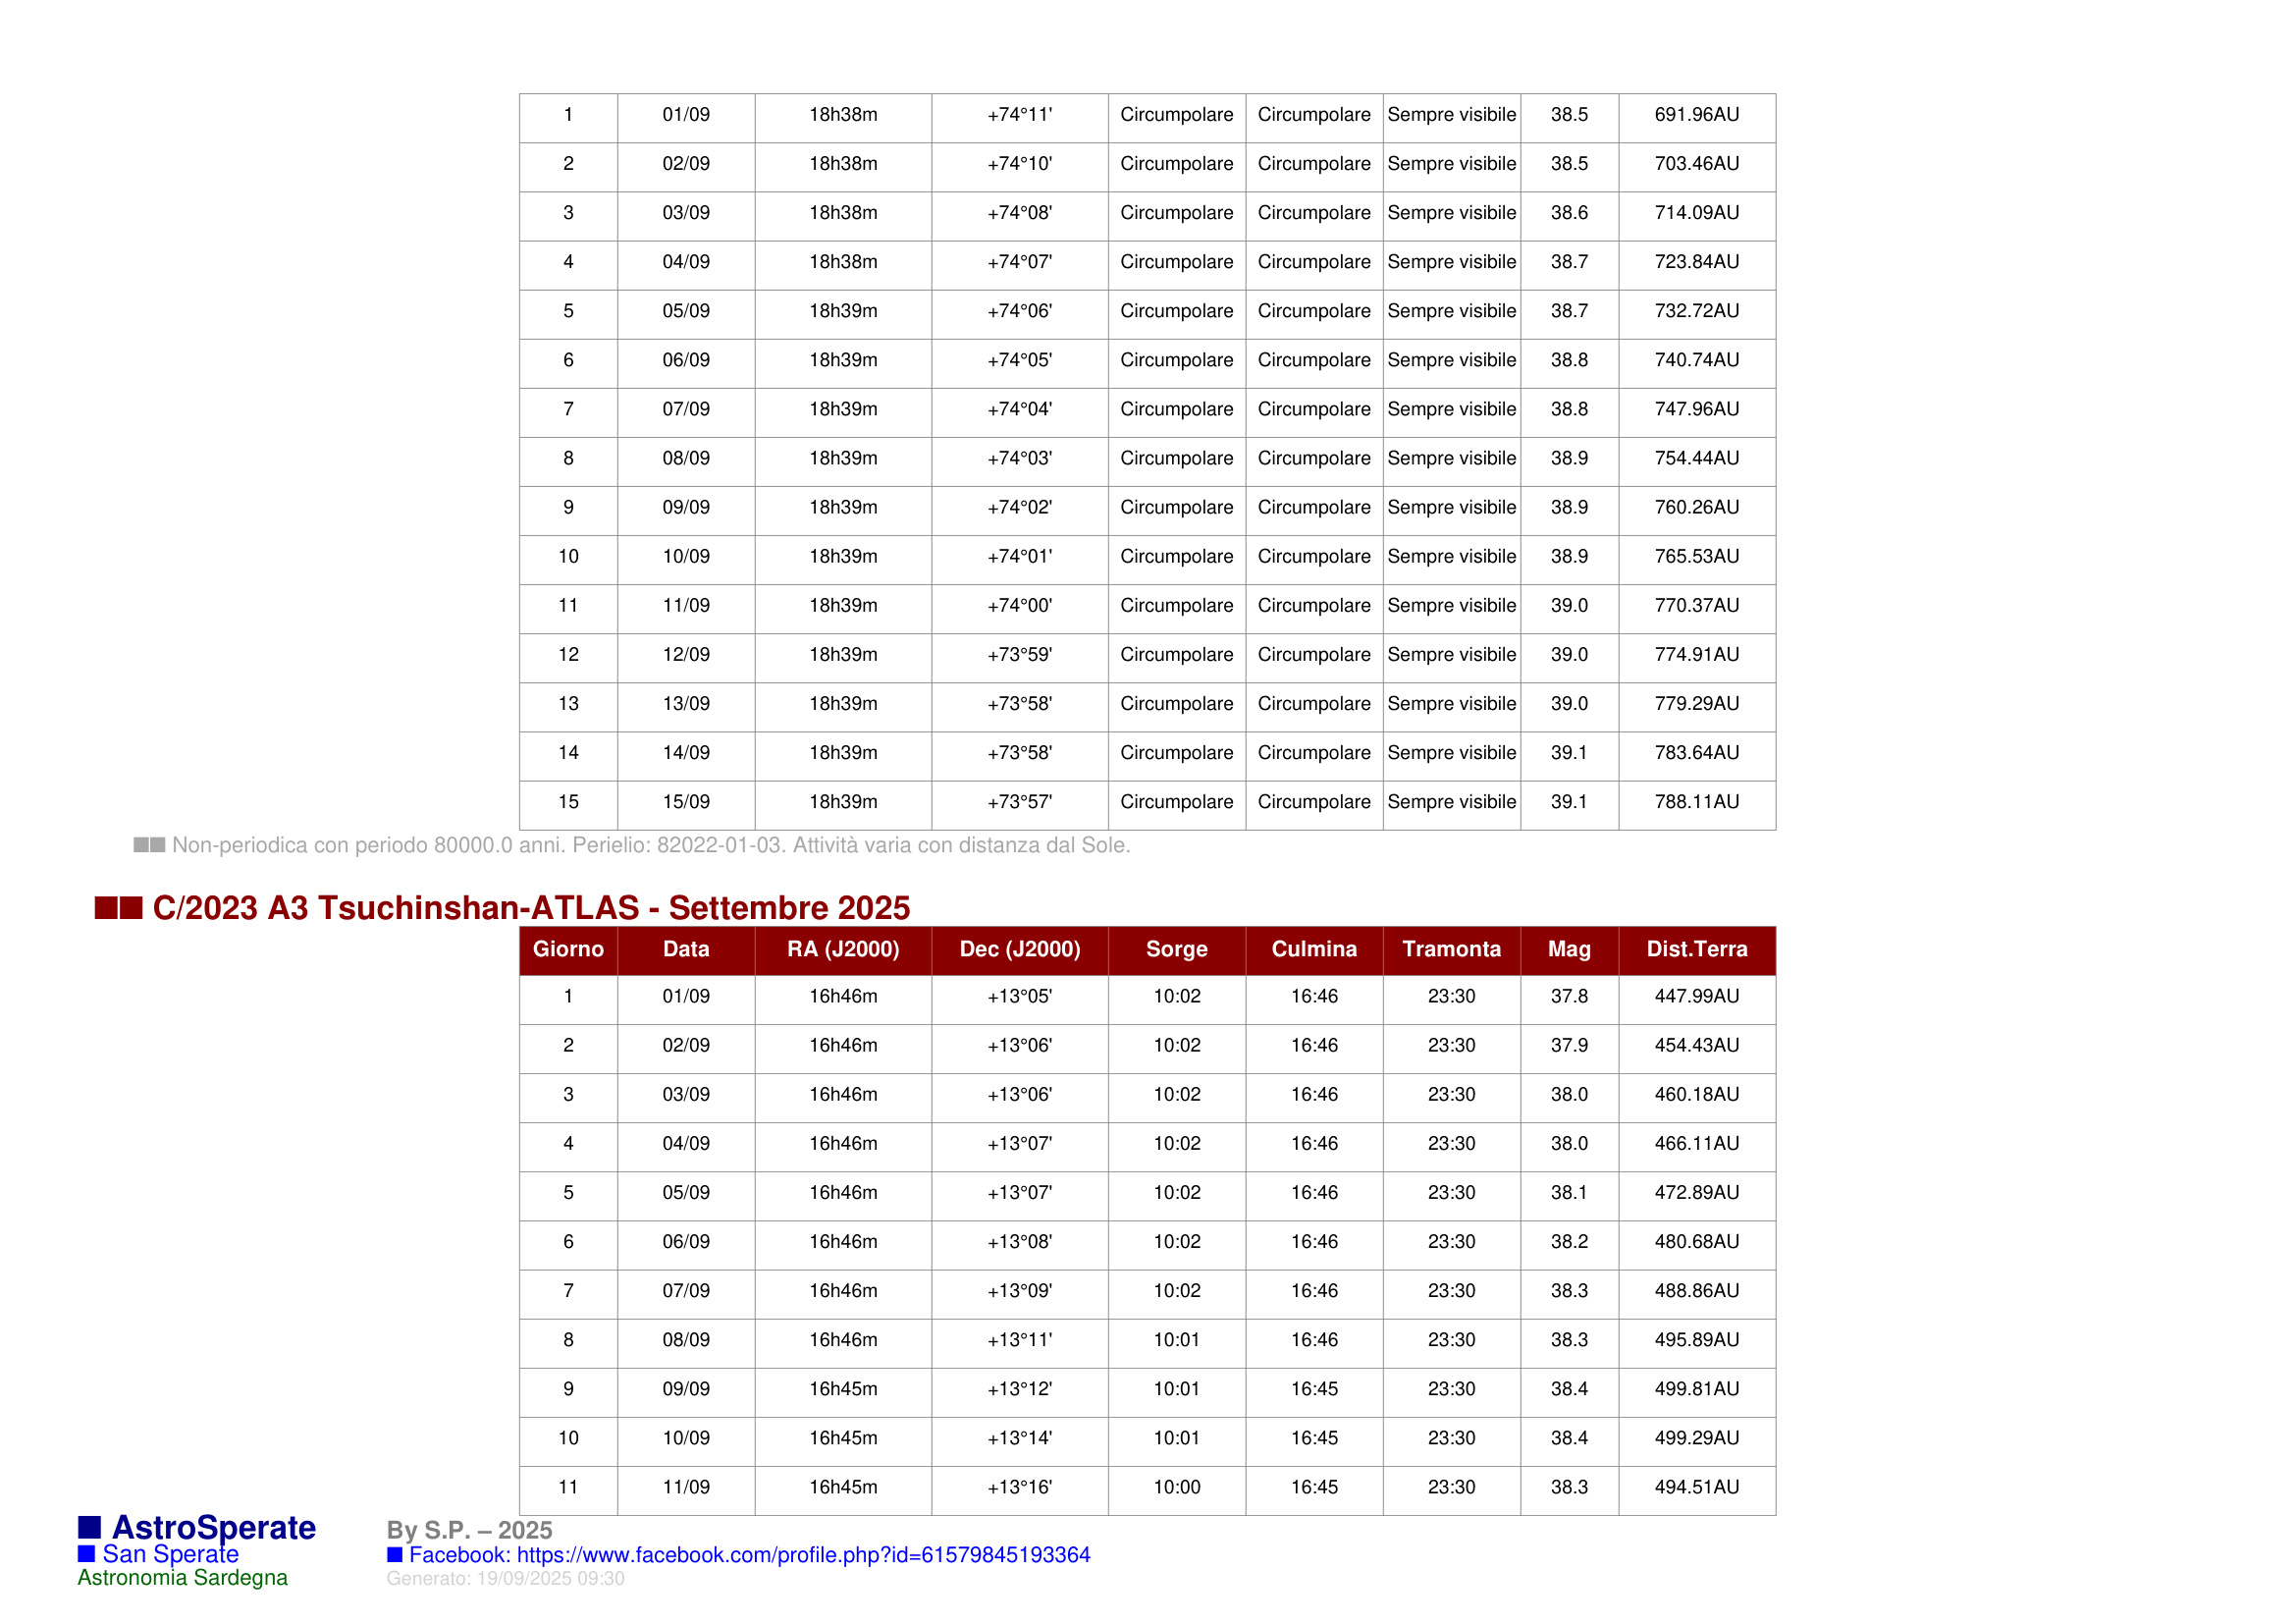 1 01/09 18h38m +74°11' Circumpolare Circumpolare Sempre visibile 38.5 691.96AU
2 02/09 18h38m +74°10' Circumpolare Circumpolare Sempre visibile 38.5 703.46AU
3 03/09 18h38m +74°08' Circumpolare Circumpolare Sempre visibile 38.6 714.09AU
4 04/09 18h38m +74°07' Circumpolare Circumpolare Sempre visibile 38.7 723.84AU
5 05/09 18h39m +74°06' Circumpolare Circumpolare Sempre visibile 38.7 732.72AU
6 06/09 18h39m +74°05' Circumpolare Circumpolare Sempre visibile 38.8 740.74AU
7 07/09 18h39m +74°04' Circumpolare Circumpolare Sempre visibile 38.8 747.96AU
8 08/09 18h39m +74°03' Circumpolare Circumpolare Sempre visibile 38.9 754.44AU
9 09/09 18h39m +74°02' Circumpolare Circumpolare Sempre visibile 38.9 760.26AU
10 10/09 18h39m +74°01' Circumpolare Circumpolare Sempre visibile 38.9 765.53AU
11 11/09 18h39m +74°00' Circumpolare Circumpolare Sempre visibile 39.0 770.37AU
12 12/09 18h39m +73°59' Circumpolare Circumpolare Sempre visibile 39.0 774.91AU
13 13/09 18h39m +73°58' Circumpolare Circumpolare Sempre visibile 39.0 779.29AU
14 14/09 18h39m +73°58' Circumpolare Circumpolare Sempre visibile 39.1 783.64AU
15 15/09 18h39m +73°57' Circumpolare Circumpolare Sempre visibile 39.1 788.11AU
■■ Non-periodica con periodo 80000.0 anni. Perielio: 82022-01-03. Attività varia con distanza dal Sole.
■■ C/2023 A3 Tsuchinshan-ATLAS - Settembre 2025
Giorno Data RA (J2000) Dec (J2000) Sorge Culmina Tramonta Mag Dist.Terra
1 01/09 16h46m +13°05' 10:02 16:46 23:30 37.8 447.99AU
2 02/09 16h46m +13°06' 10:02 16:46 23:30 37.9 454.43AU
3 03/09 16h46m +13°06' 10:02 16:46 23:30 38.0 460.18AU
4 04/09 16h46m +13°07' 10:02 16:46 23:30 38.0 466.11AU
5 05/09 16h46m +13°07' 10:02 16:46 23:30 38.1 472.89AU
6 06/09 16h46m +13°08' 10:02 16:46 23:30 38.2 480.68AU
7 07/09 16h46m +13°09' 10:02 16:46 23:30 38.3 488.86AU
8 08/09 16h46m +13°11' 10:01 16:46 23:30 38.3 495.89AU
9 09/09 16h45m +13°12' 10:01 16:45 23:30 38.4 499.81AU
10 10/09 16h45m +13°14' 10:01 16:45 23:30 38.4 499.29AU
11 11/09 16h45m +13°16' 10:00 16:45 23:30 38.3 494.51AU
■ AstroSperate
■ San Sperate
Astronomia Sardegna
By S.P. – 2025
■ Facebook: https://www.facebook.com/profile.php?id=61579845193364
Generato: 19/09/2025 09:30